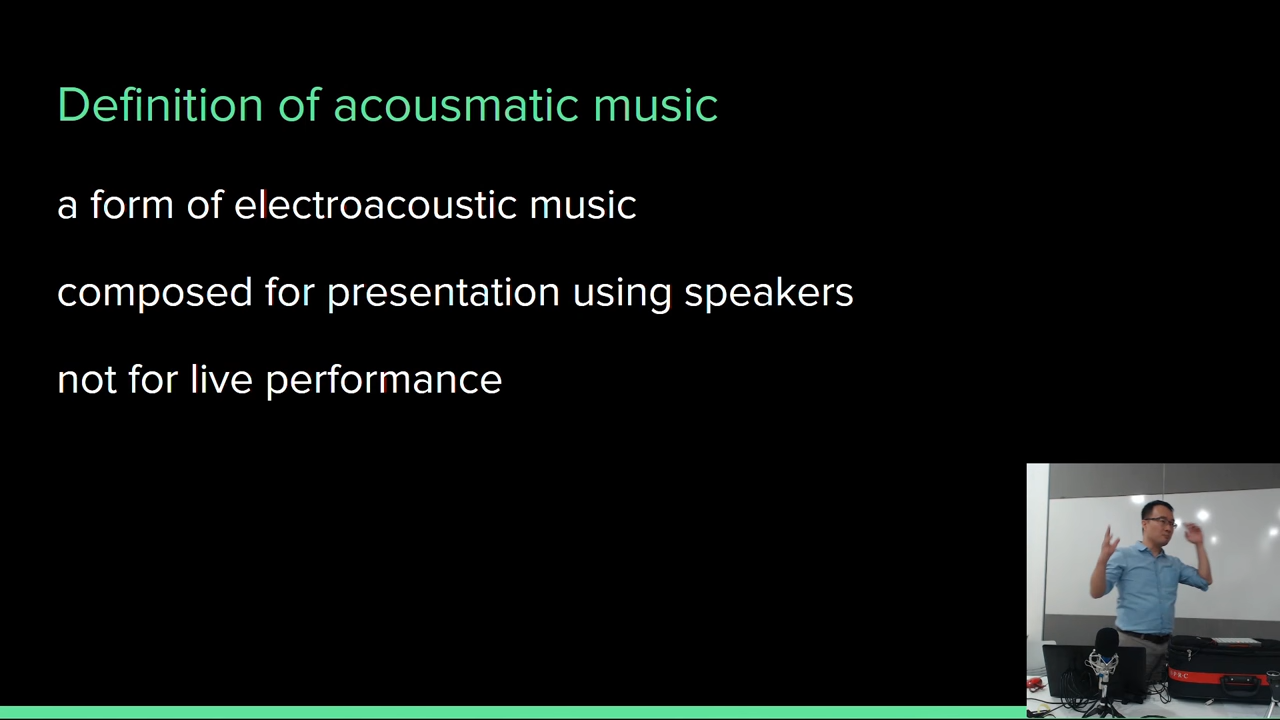 Definition of acousmatic music
a form of electroacoustic music
composed for presentation using speakers
not for live performance